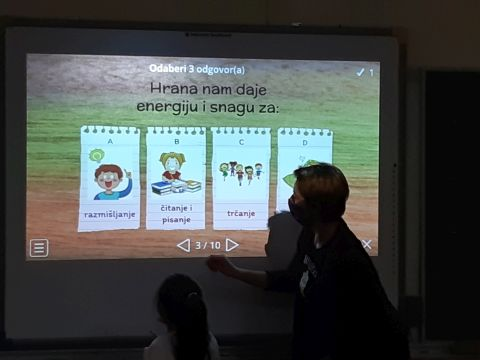 Odaberi 3 odgovor(a)
✓ 1
Hrana nam daje
energiju i snagu za:
A
B
C
D
razmišljanje
čitanje i
pisanje
trčanje
3 / 10